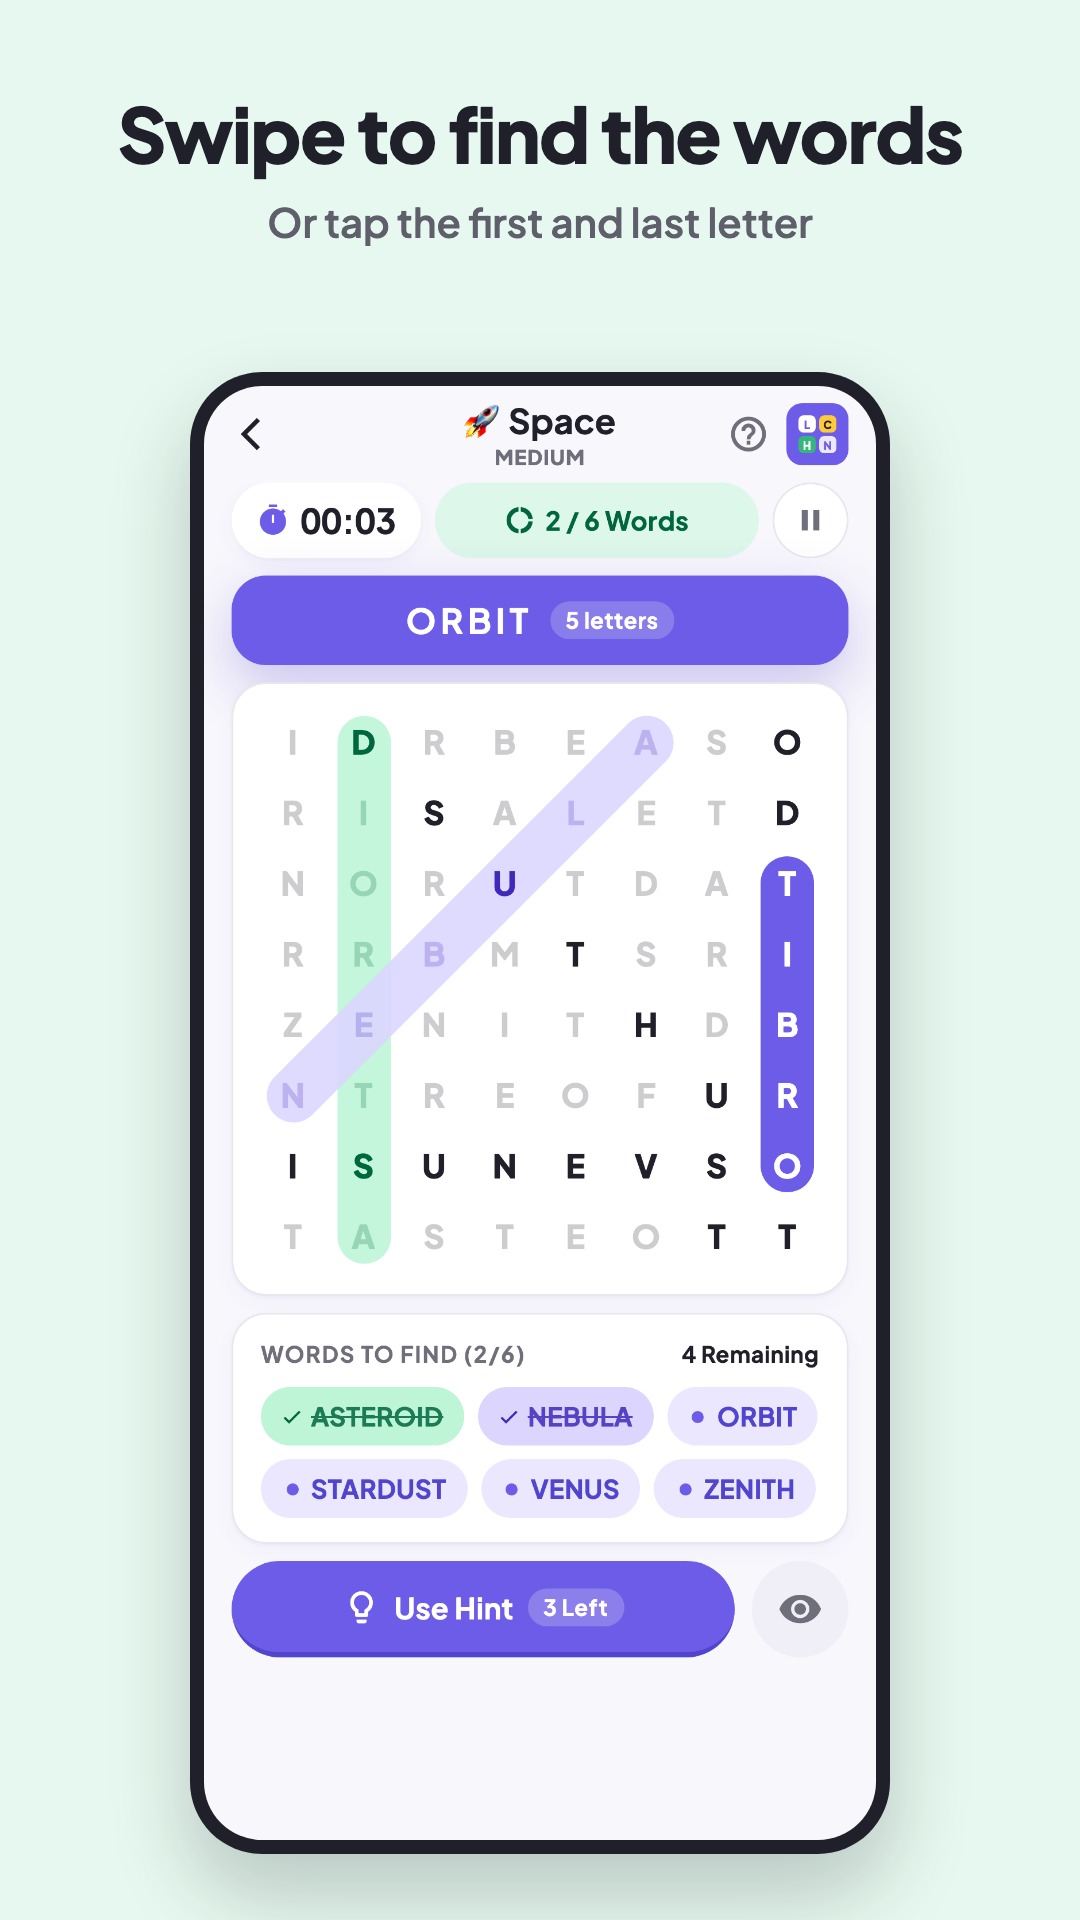 Swipe to find the words
Or tap the first and last letter
Space
MEDIUM
L C
H N
00:03
2 / 6 Words
ORBIT 5 letters
I D R B E A S O
R I S A L E T D
N O R U T D A T
R R B M T S R I
Z E N I T H D B
N T R E O F U R
I S U N E V S O
T A S T E O T T
WORDS TO FIND (2/6) 4 Remaining
ASTEROID NEBULA ORBIT
STARDUST VENUS ZENITH
Use Hint 3 Left